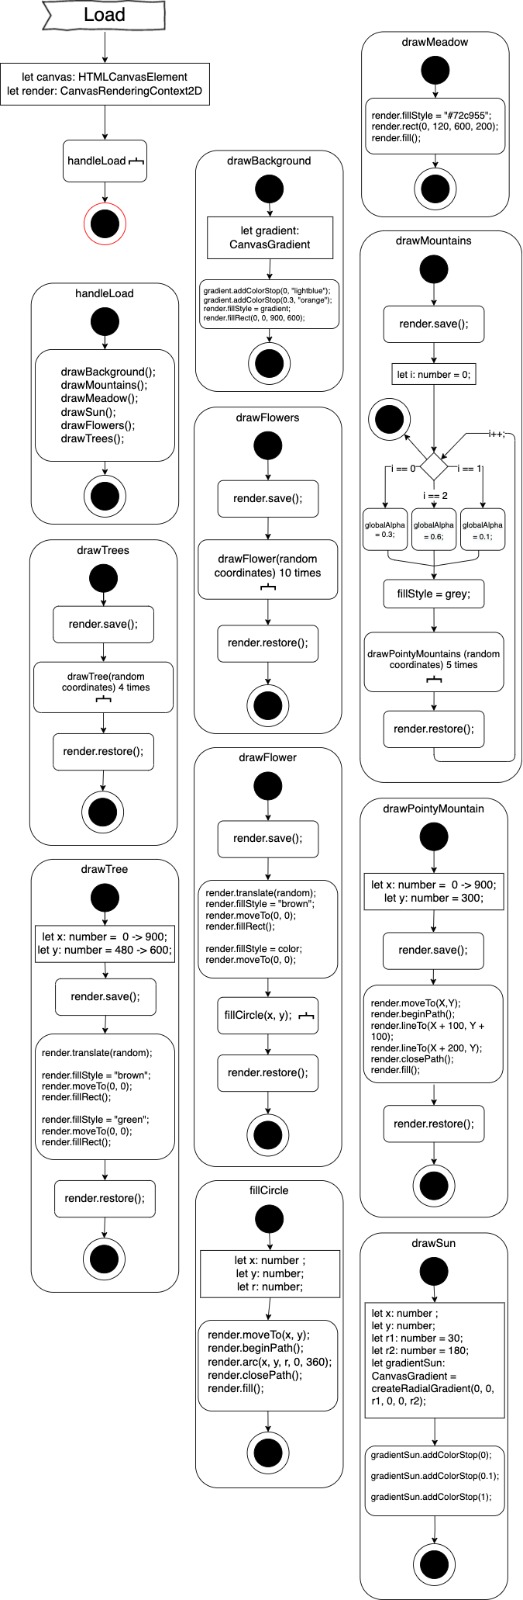 Load
let canvas: HTMLCanvasElement
let render: CanvasRenderingContext2D
handleLoad
handleLoad
drawBackground();
drawMountains();
drawMeadow();
drawSun();
drawFlowers();
drawTrees();
drawTrees
render.save();
drawTree(random
coordinates) 4 times
render.restore();
drawTree
let x: number =  0 -> 900;
let y: number = 480 -> 600;
render.save();
render.translate(random);
render.fillStyle = "brown";
render.moveTo(0, 0);
render.fillRect();
render.fillStyle = "green";
render.moveTo(0, 0);
render.fillRect();
render.restore();
drawBackground
let gradient:
CanvasGradient
gradient.addColorStop(0, "lightblue");
gradient.addColorStop(0.3, "orange");
render.fillStyle = gradient;
render.fillRect(0, 0, 900, 600);
drawFlowers
render.save();
drawFlower(random
coordinates) 10 times
render.restore();
drawFlower
render.save();
render.translate(random);
render.fillStyle = "brown";
render.moveTo(0, 0);
render.fillRect();
render.fillStyle = color;
render.moveTo(0, 0);
fillCircle(x, y);
render.restore();
fillCircle
let x: number ;
let y: number;
let r: number;
render.moveTo(x, y);
render.beginPath();
render.arc(x, y, r, 0, 360);
render.closePath();
render.fill();
drawMeadow
render.fillStyle = "#72c955";
render.rect(0, 120, 600, 200);
render.fill();
drawMountains
render.save();
let i: number = 0;
i++;
i == 0
i == 1
i == 2
globalAlpha
= 0.3;
globalAlpha
= 0.6;
globalAlpha
= 0.1;
fillStyle = grey;
drawPointyMountains (random
coordinates) 5 times
render.restore();
drawPointyMountain
let x: number =  0 -> 900;
let y: number = 300;
render.save();
render.moveTo(X,Y);
render.beginPath();
render.lineTo(X + 100, Y +
100);
render.lineTo(X + 200, Y);
render.closePath();
render.fill();
render.restore();
drawSun
let x: number ;
let y: number;
let r1: number = 30;
let r2: number = 180;
let gradientSun:
CanvasGradient =
createRadialGradient(0, 0,
r1, 0, 0, r2);
gradientSun.addColorStop(0);
gradientSun.addColorStop(0.1);
gradientSun.addColorStop(1);